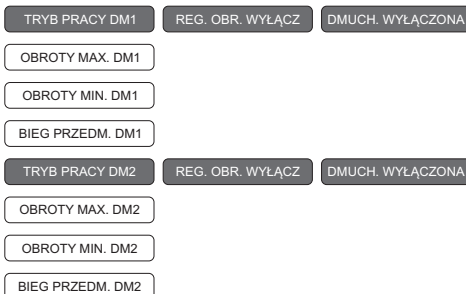 TRYB PRACY DM1 REG. OBR. WYŁĄCZ DMUCH. WYŁĄCZONA
OBROTY MAX. DM1
OBROTY MIN. DM1
BIEG PRZEDM. DM1
TRYB PRACY DM2 REG. OBR. WYŁĄCZ DMUCH. WYŁĄCZONA
OBROTY MAX. DM2
OBROTY MIN. DM2
BIEG PRZEDM. DM2